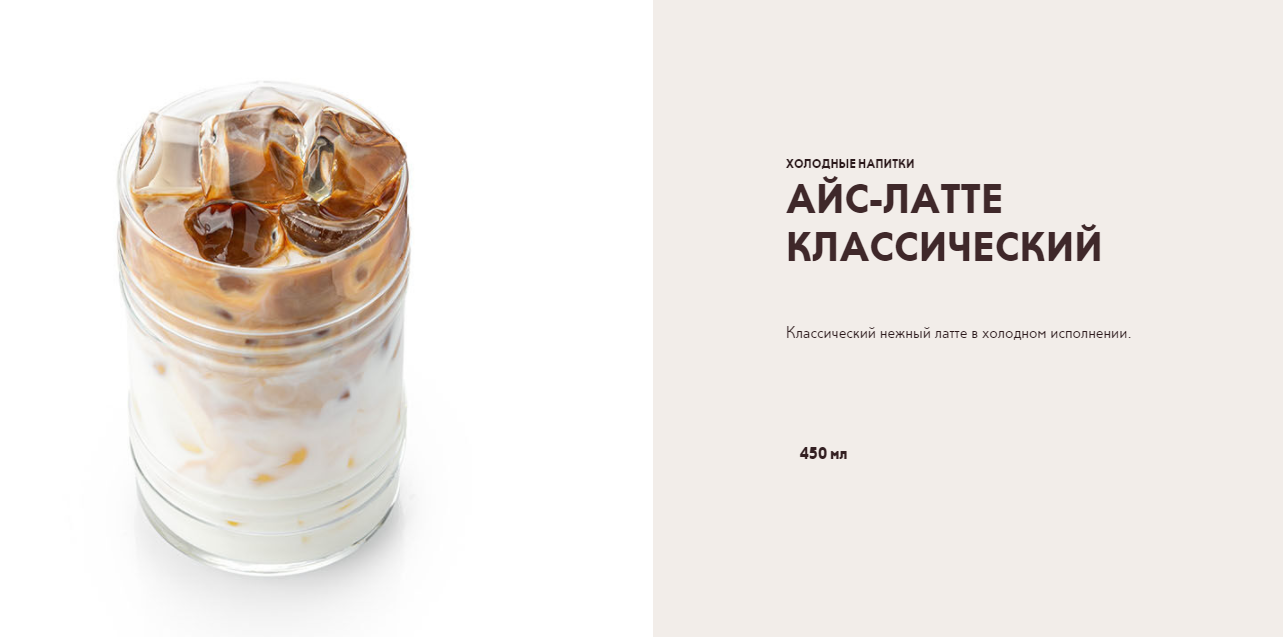 ХОЛОДНЫЕ НАПИТКИ
АЙС-ЛАТТЕ
КЛАССИЧЕСКИЙ
Классический нежный латте в холодном исполнении.
450 мл